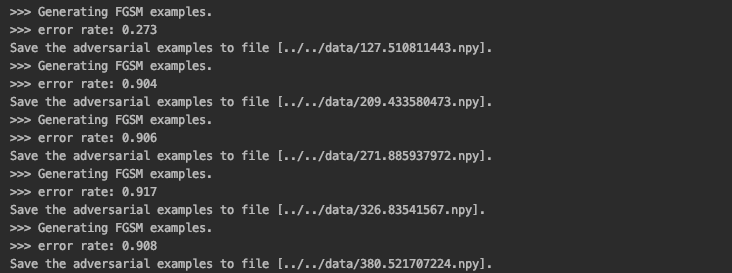 >>> Generating FGSM examples.
>>> error rate: 0.273
Save the adversarial examples to file [../../data/127.510811443.npy].
>>> Generating FGSM examples.
>>> error rate: 0.904
Save the adversarial examples to file [../../data/209.433580473.npy].
>>> Generating FGSM examples.
>>> error rate: 0.906
Save the adversarial examples to file [../../data/271.885937972.npy].
>>> Generating FGSM examples.
>>> error rate: 0.917
Save the adversarial examples to file [../../data/326.83541567.npy].
>>> Generating FGSM examples.
>>> error rate: 0.908
Save the adversarial examples to file [../../data/380.521707224.npy].